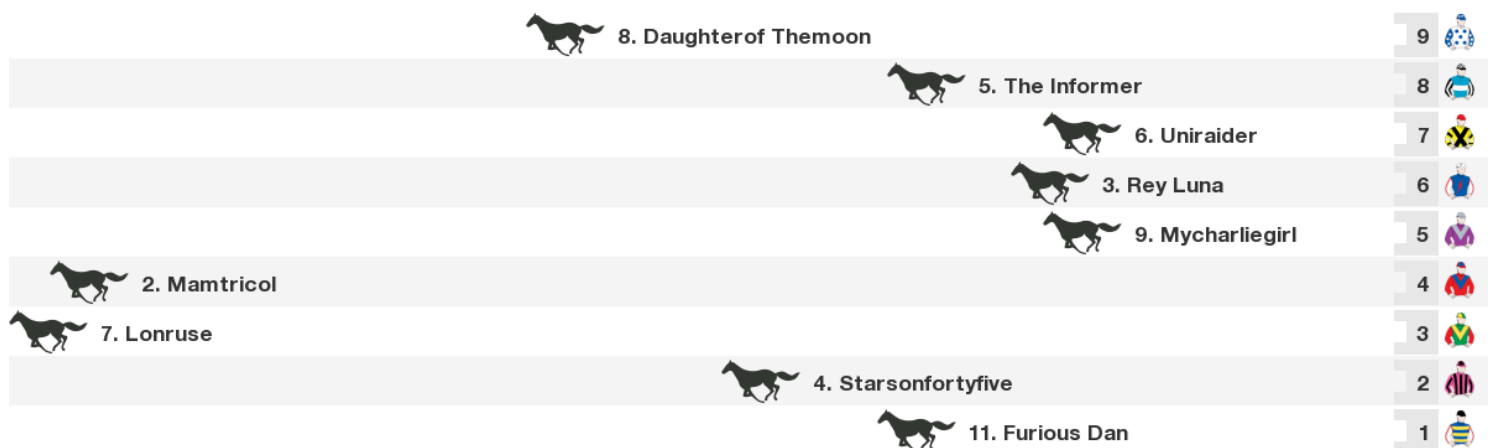 8. Daughterof Themoon 9
5. The Informer 8
6. Uniraider 7
3. Rey Luna 6
9. Mycharliegirl 5
2. Mamtricol 4
7. Lonruse 3
4. Starsonfortyfive 2
11. Furious Dan 1